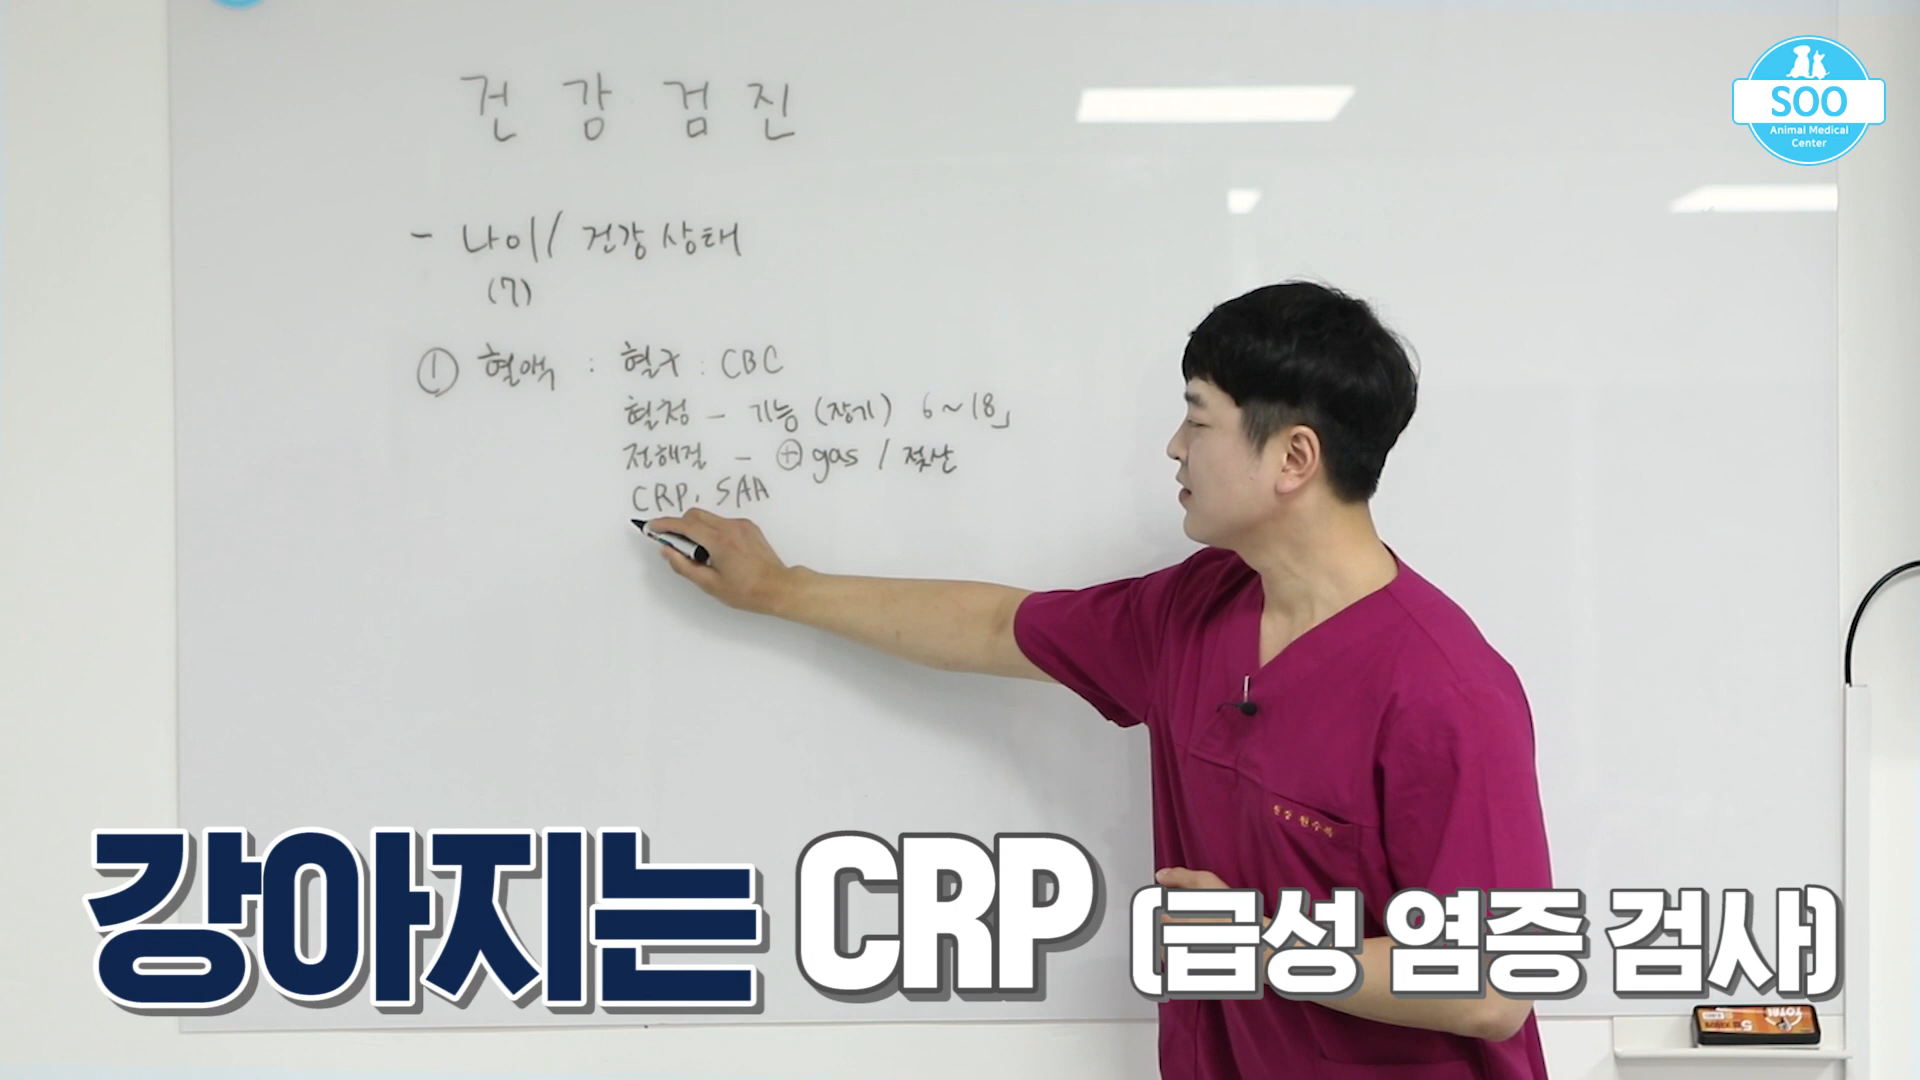 건 강 검 진
SOO
Animal Medical
Center
- 나이 / 건강 상태
(7)
① 혈액 : 혈구 : CBC
혈청 - 기능 (장기) 6~18」
전해질 - ⊕ gas / 젖산
CRP, SAA
강아지는 CRP (급성 염증 검사)
TOTAL